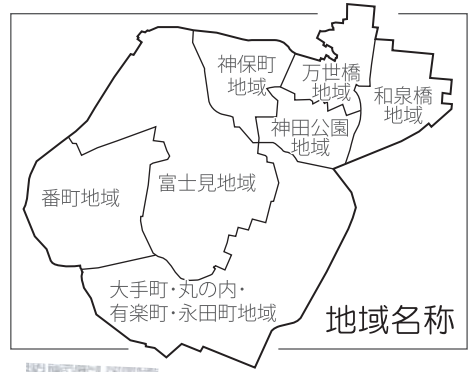 神保町
地域
万世橋
地域
和泉橋
地域
神田公園
地域
番町地域
富士見地域
大手町・丸の内・
有楽町・永田町地域
地域名称